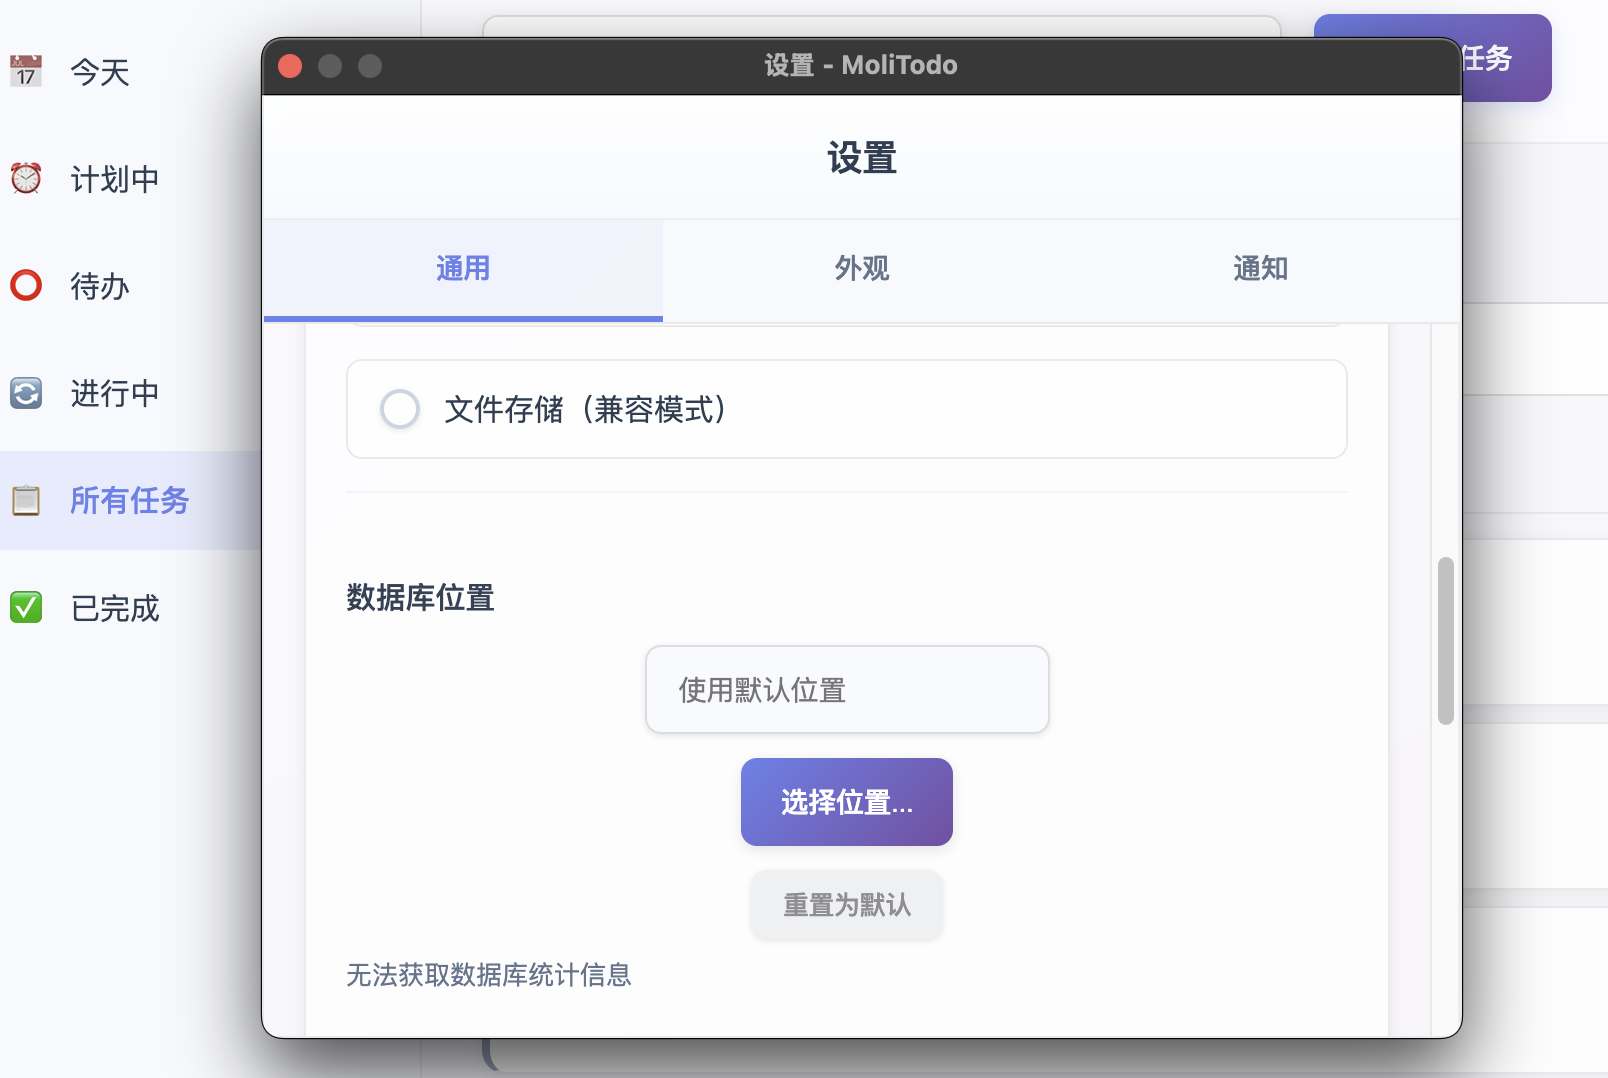 设置 - MoliTodo
任务
设置
通用
外观
通知
JUL
17
今天
计划中
待办
进行中
所有任务
已完成
文件存储（兼容模式）
数据库位置
使用默认位置
选择位置...
重置为默认
无法获取数据库统计信息